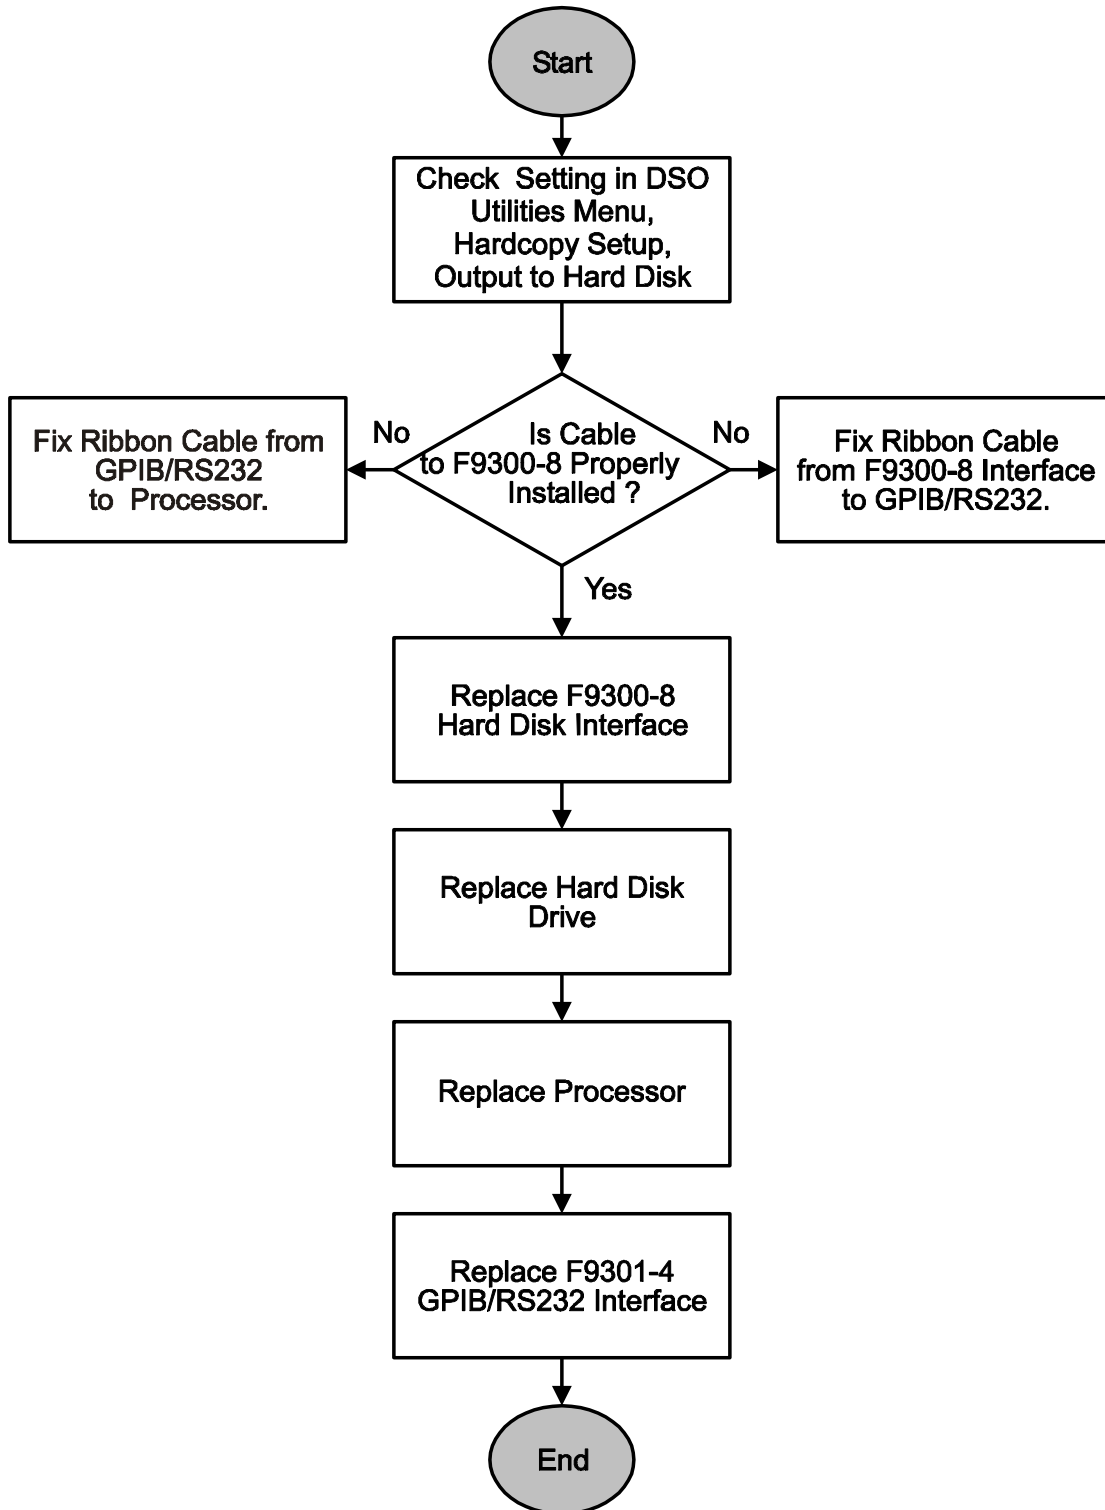 Start
Check Setting in DSO
Utilities Menu,
Hardcopy Setup,
Output to Hard Disk
Fix Ribbon Cable from
GPIB/RS232
to Processor.
No
Is Cable
to F9300-8 Properly
Installed ?
No
Fix Ribbon Cable
from F9300-8 Interface
to GPIB/RS232.
Yes
Replace F9300-8
Hard Disk Interface
Replace Hard Disk
Drive
Replace Processor
Replace F9301-4
GPIB/RS232 Interface
End